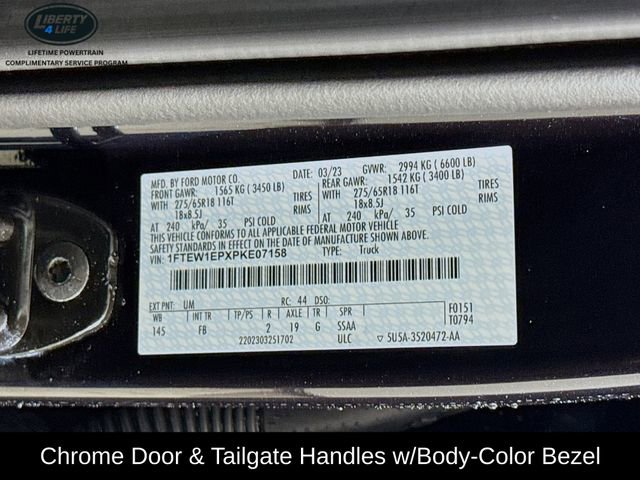 LIBERTY
4 LIFE
LIFETIME POWERTRAIN
COMPLIMENTARY SERVICE PROGRAM
MFD. BY FORD MOTOR CO. DATE: 03/23 GVWR: 2994 KG ( 6600 LB)
FRONT GAWR: 1565 KG ( 3450 LB) REAR GAWR: 1542 KG ( 3400 LB)
WITH 275/65R18 116T TIRES WITH 275/65R18 116T TIRES
18x8.5J RIMS 18x8.5J RIMS
AT 240 kPa/ 35 PSI COLD AT 240 kPa/ 35 PSI COLD
THIS VEHICLE CONFORMS TO ALL APPLICABLE FEDERAL MOTOR VEHICLE
SAFETY STANDARDS IN EFFECT ON THE DATE OF MANUFACTURE SHOWN ABOVE.
VIN: 1FTEW1EPXPKE07158 TYPE: Truck
EXT PNT: UM RC: 44 DSO: F0151
WB INT TR TP/PS R AXLE TR SPR T0794
145 FB 2 19 G SSAA
2202303251702 ULC ▽ 5U5A-3520472-AA
Chrome Door & Tailgate Handles w/Body-Color Bezel